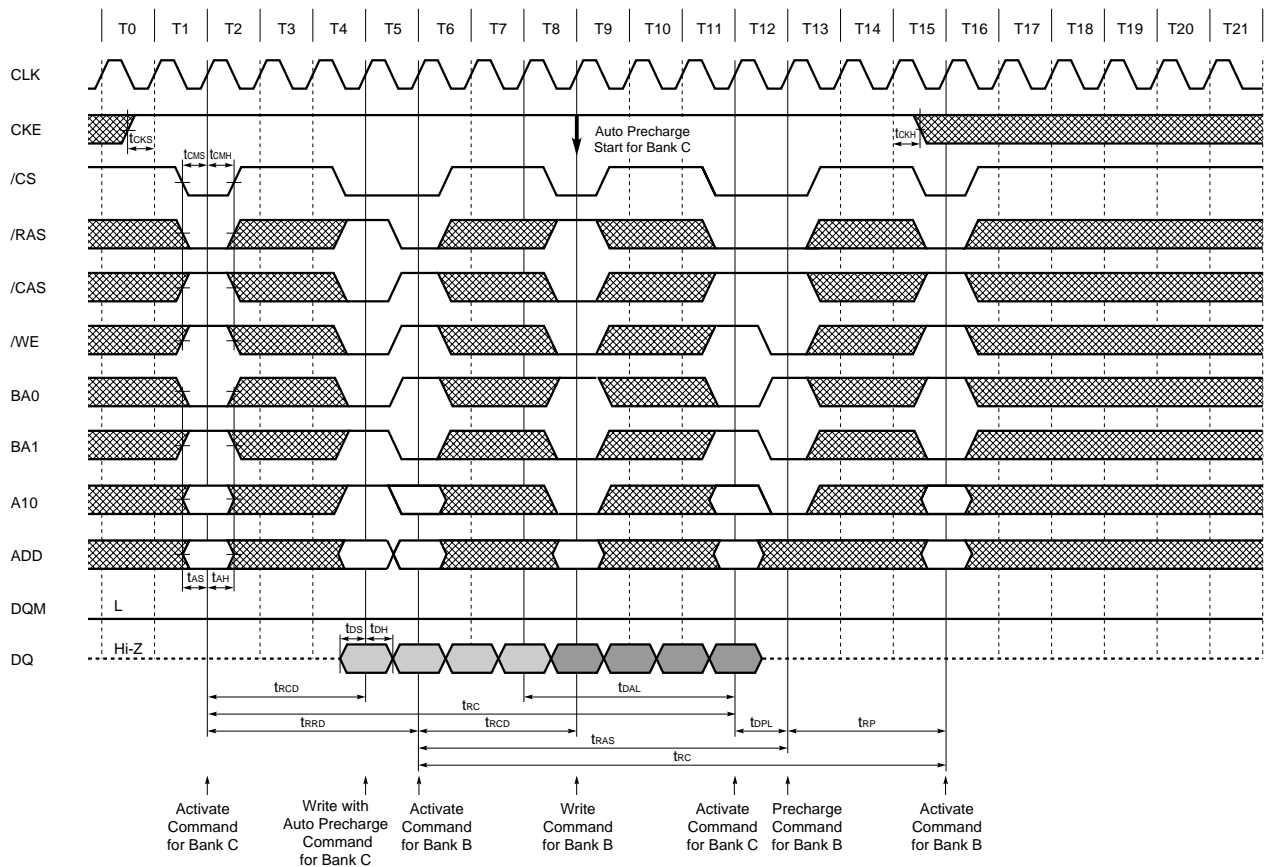 T0 T1 T2 T3 T4 T5 T6 T7 T8 T9 T10 T11 T12 T13 T14 T15 T16 T17 T18 T19 T20 T21
CLK
CKE
tCKS
Auto Precharge
Start for Bank C
tCKH
tCMS tCMH
/CS
/RAS
/CAS
/WE
BA0
BA1
A10
ADD
tAS tAH
DQM L
tDS tDH
DQ Hi-Z
tRCD tDAL
tRC
tRRD tRCD tDPL tRP
tRAS
tRC
Activate
Command
for Bank C
Write with
Auto Precharge
Command
for Bank C
Activate
Command
for Bank B
Write
Command
for Bank B
Activate
Command
for Bank C
Precharge
Command
for Bank B
Activate
Command
for Bank B